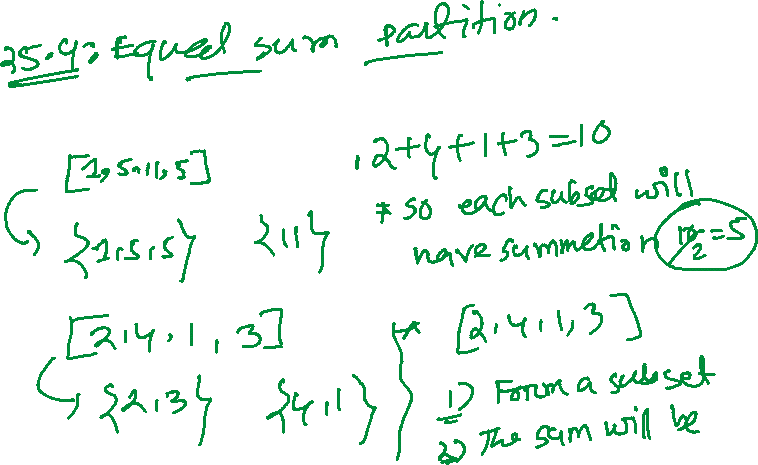 25.4: Equal sum partition.
[1, 5, 11, 5]
{1, 5, 5} {11}
[2, 4, 1, 3]
{2, 3} {4, 1}
. 2+4+1+3=10
* so each subset will
have summetion 10/2 = 5
* [2, 4, 1, 3]
1) Form a subset
2) The sum will be